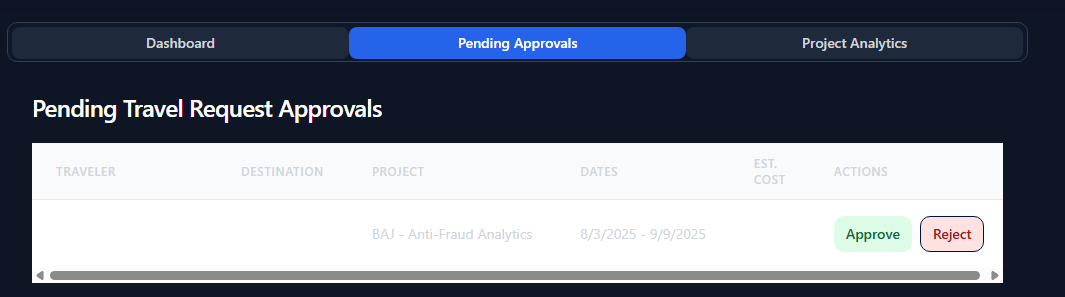 Dashboard
Pending Approvals
Project Analytics
Pending Travel Request Approvals
TRAVELER
DESTINATION
PROJECT
DATES
EST.
COST
ACTIONS
BAJ - Anti-Fraud Analytics
8/3/2025 - 9/9/2025
Approve
Reject